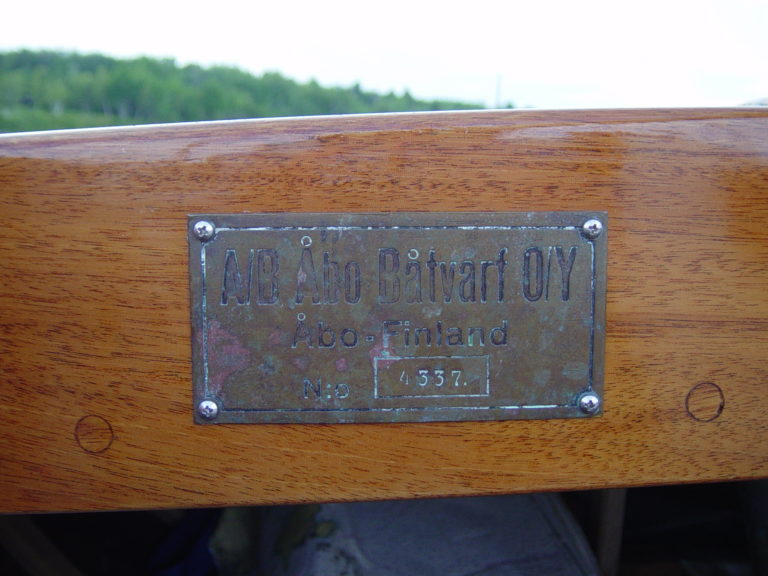 A/B Åbo Båtvarf O/Y
Åbo-Finland
N:o 4337.